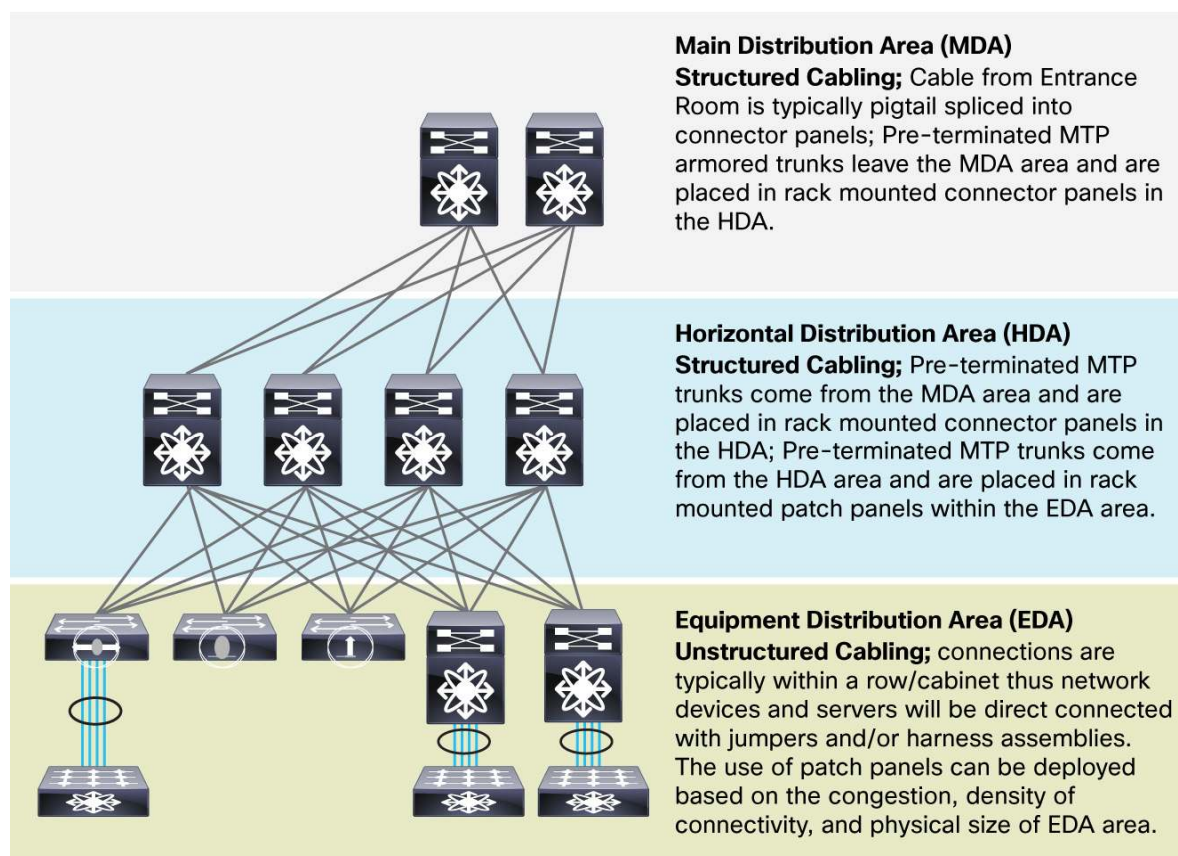 Main Distribution Area (MDA)
Structured Cabling; Cable from Entrance
Room is typically pigtail spliced into
connector panels; Pre-terminated MTP
armored trunks leave the MDA area and are
placed in rack mounted connector panels in
the HDA.
Horizontal Distribution Area (HDA)
Structured Cabling; Pre-terminated MTP
trunks come from the MDA area and are
placed in rack mounted connector panels in
the HDA; Pre-terminated MTP trunks come
from the HDA area and are placed in rack
mounted patch panels within the EDA area.
Equipment Distribution Area (EDA)
Unstructured Cabling; connections are
typically within a row/cabinet thus network
devices and servers will be direct connected
with jumpers and/or harness assemblies.
The use of patch panels can be deployed
based on the congestion, density of
connectivity, and physical size of EDA area.